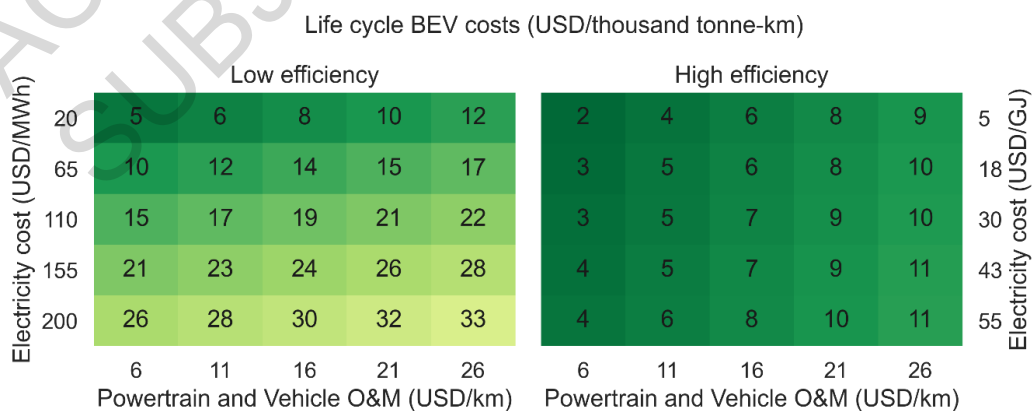 Life cycle BEV costs (USD/thousand tonne-km)
Low efficiency
High efficiency
Electricity cost (USD/MWh)
20 5 6 8 10 12
65 10 12 14 15 17
110 15 17 19 21 22
155 21 23 24 26 28
200 26 28 30 32 33
6 11 16 21 26
Powertrain and Vehicle O&M (USD/km)
2 4 6 8 9 5
3 5 6 8 10 18
3 5 7 9 10 30
4 5 7 9 11 43
4 6 8 10 11 55
6 11 16 21 26
Powertrain and Vehicle O&M (USD/km)
Electricity cost (USD/GJ)
AC
SUBJ